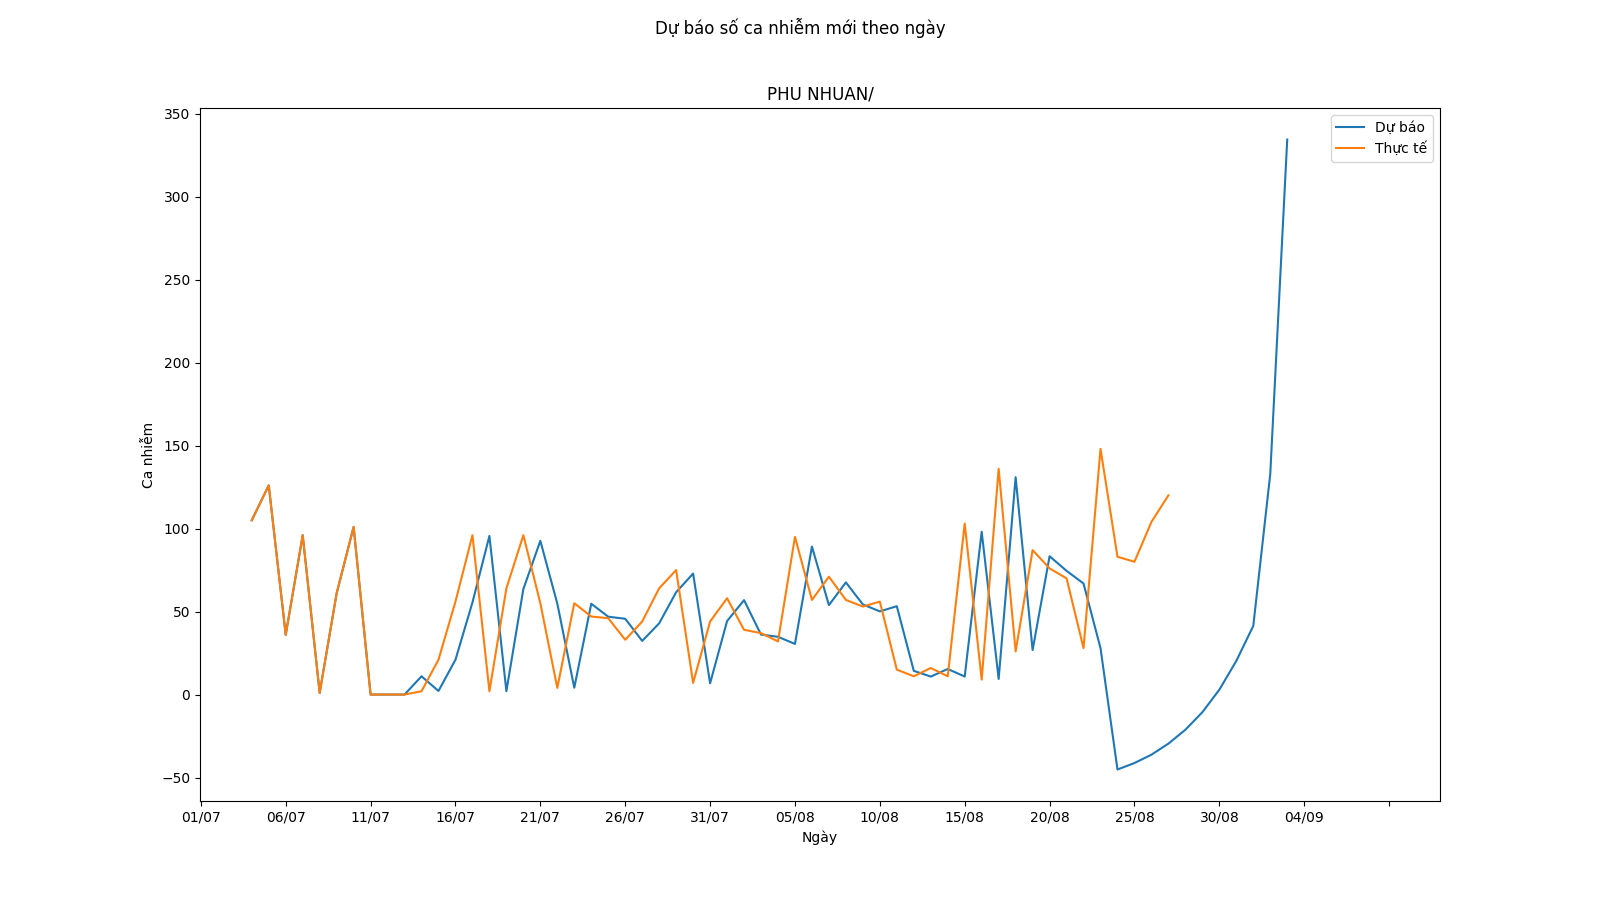 Dự báo số ca nhiễm mới theo ngày
PHU NHUAN/
Dự báo
Thực tế
350
300
250
200
150
100
50
0
−50
Ca nhiễm
01/07 06/07 11/07 16/07 21/07 26/07 31/07 05/08 10/08 15/08 20/08 25/08 30/08 04/09
Ngày